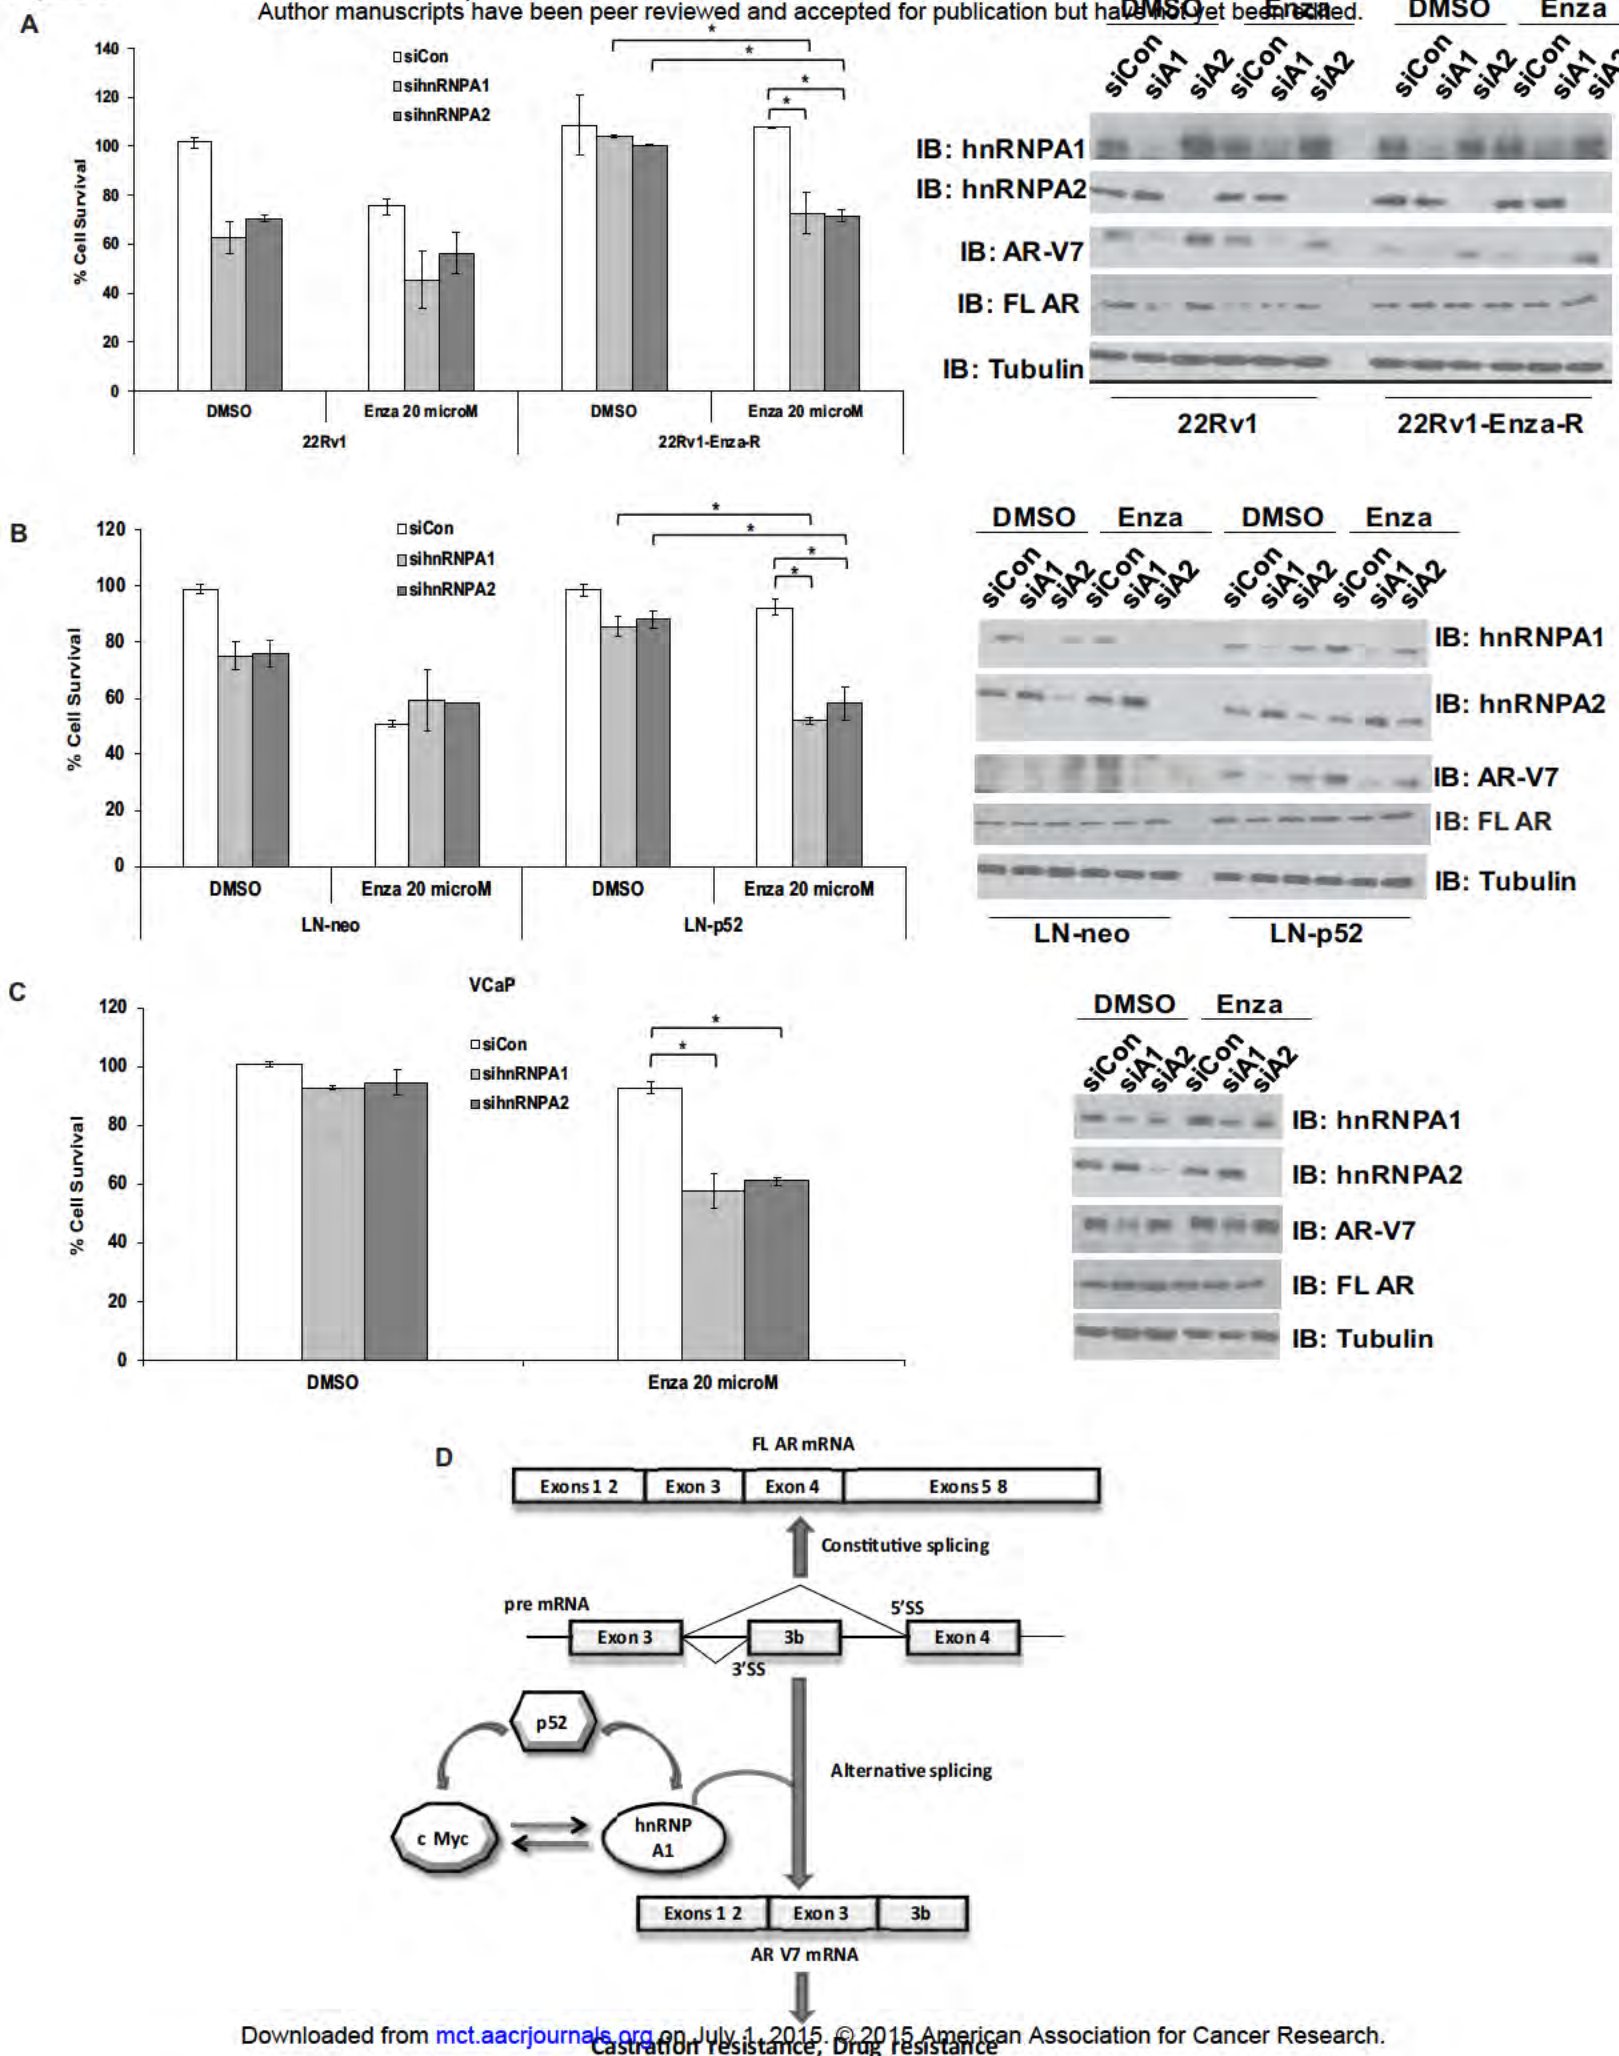 Author manuscripts have been peer reviewed and accepted for publication but have not yet been edited.
A
140
120
100
80
60
40
20
0
% Cell Survival
siCon
sihnRNPA1
sihnRNPA2
*
*
*
*
DMSO
Enza 20 microM
DMSO
Enza 20 microM
22Rv1
22Rv1-Enza-R
DMSO
Enza
DMSO
Enza
siCon
siA1
siA2
siCon
siA1
siA2
siCon
siA1
siA2
siCon
siA1
IB: hnRNPA1
IB: hnRNPA2
IB: AR-V7
IB: FL AR
IB: Tubulin
22Rv1
22Rv1-Enza-R
B
120
100
80
60
40
20
0
% Cell Survival
siCon
sihnRNPA1
sihnRNPA2
*
*
*
*
DMSO
Enza 20 microM
DMSO
Enza 20 microM
LN-neo
LN-p52
DMSO
Enza
DMSO
Enza
siCon
siA1
siA2
siCon
siA1
siA2
siCon
siA1
siA2
siCon
siA1
siA2
IB: hnRNPA1
IB: hnRNPA2
IB: AR-V7
IB: FL AR
IB: Tubulin
LN-neo
LN-p52
C
VCaP
120
100
80
60
40
20
0
% Cell Survival
siCon
sihnRNPA1
sihnRNPA2
*
*
DMSO
Enza 20 microM
DMSO
Enza
siCon
siA1
siA2
siCon
siA1
siA2
IB: hnRNPA1
IB: hnRNPA2
IB: AR-V7
IB: FL AR
IB: Tubulin
D
FL AR mRNA
Exons 1 2
Exon 3
Exon 4
Exons 5 8
Constitutive splicing
pre mRNA
5'SS
Exon 3
3b
Exon 4
3'SS
p52
Alternative splicing
c Myc
hnRNP
A1
Exons 1 2
Exon 3
3b
AR V7 mRNA
Downloaded from mct.aacrjournals.org on July 1, 2015. © 2015 American Association for Cancer Research.
Castration resistance, Drug resistance